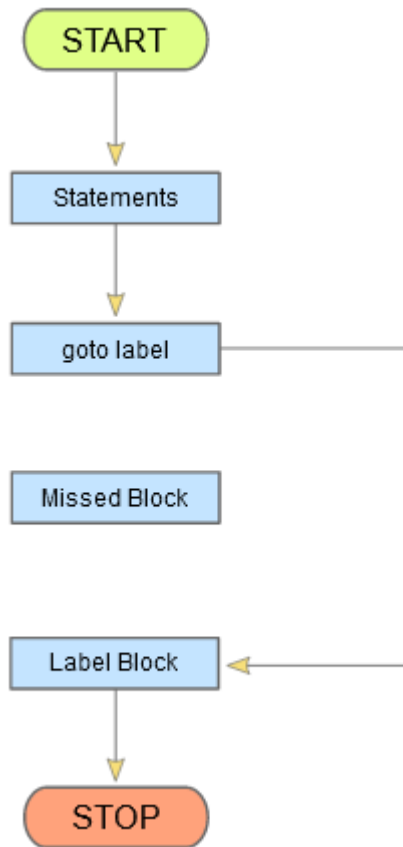 START
Statements
goto label
Missed Block
Label Block
STOP